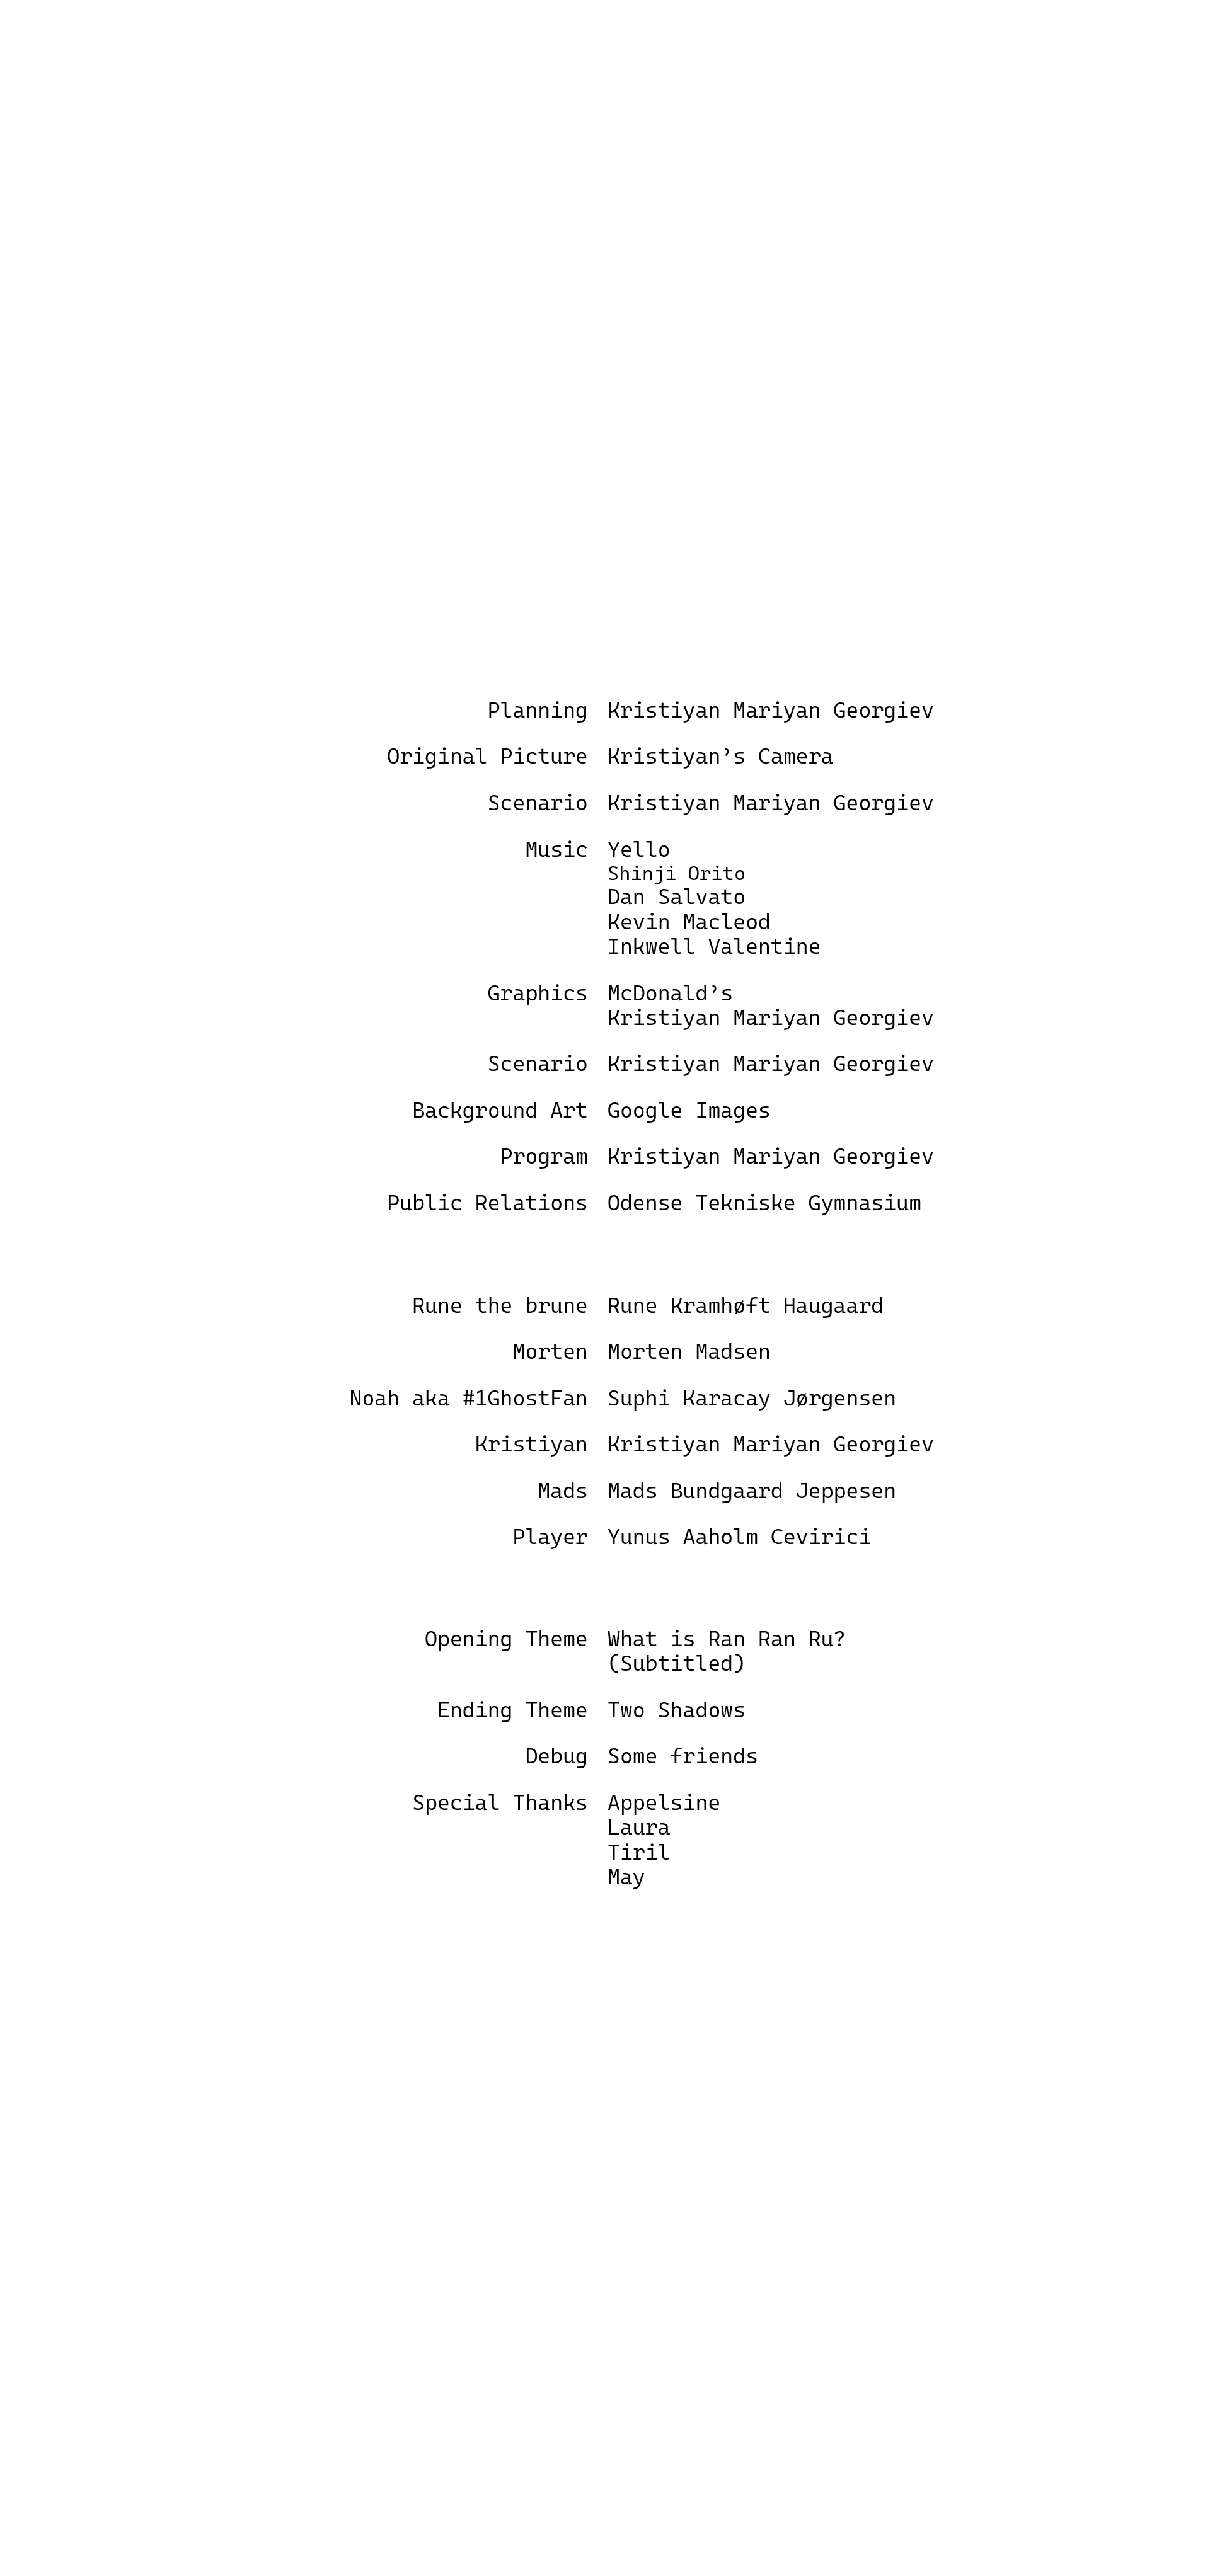 Planning Kristiyan Mariyan Georgiev
Original Picture Kristiyan’s Camera
Scenario Kristiyan Mariyan Georgiev
Music Yello
Shinji Orito
Dan Salvato
Kevin Macleod
Inkwell Valentine
Graphics McDonald’s
Kristiyan Mariyan Georgiev
Scenario Kristiyan Mariyan Georgiev
Background Art Google Images
Program Kristiyan Mariyan Georgiev
Public Relations Odense Tekniske Gymnasium
Rune the brune Rune Kramhøft Haugaard
Morten Morten Madsen
Noah aka #1GhostFan Suphi Karacay Jørgensen
Kristiyan Kristiyan Mariyan Georgiev
Mads Mads Bundgaard Jeppesen
Player Yunus Aaholm Cevirici
Opening Theme What is Ran Ran Ru?
(Subtitled)
Ending Theme Two Shadows
Debug Some friends
Special Thanks Appelsine
Laura
Tiril
May